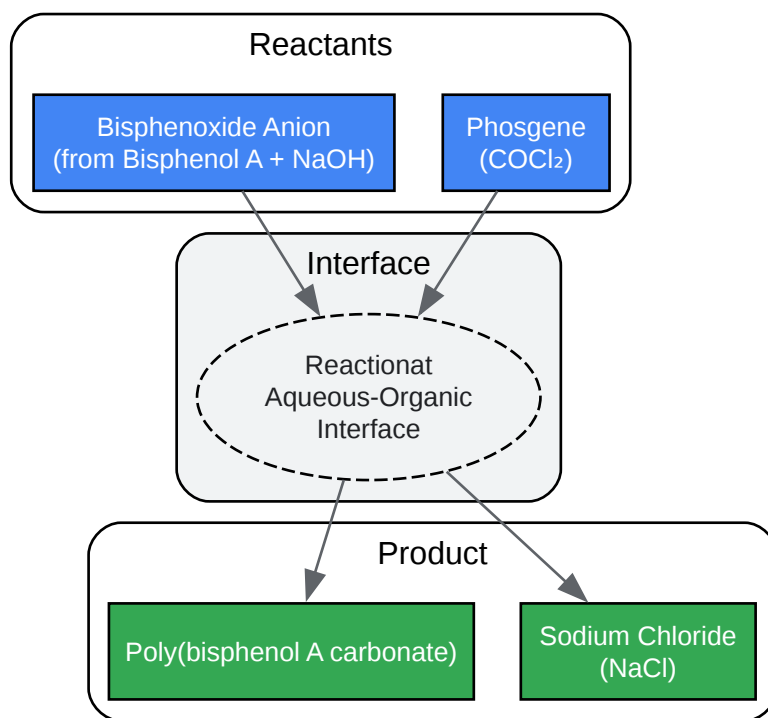 Reactants
Bisphenoxide Anion
(from Bisphenol A + NaOH)
Phosgene
(COCl₂)
Interface
Reactionat
Aqueous-Organic
Interface
Product
Poly(bisphenol A carbonate)
Sodium Chloride
(NaCl)